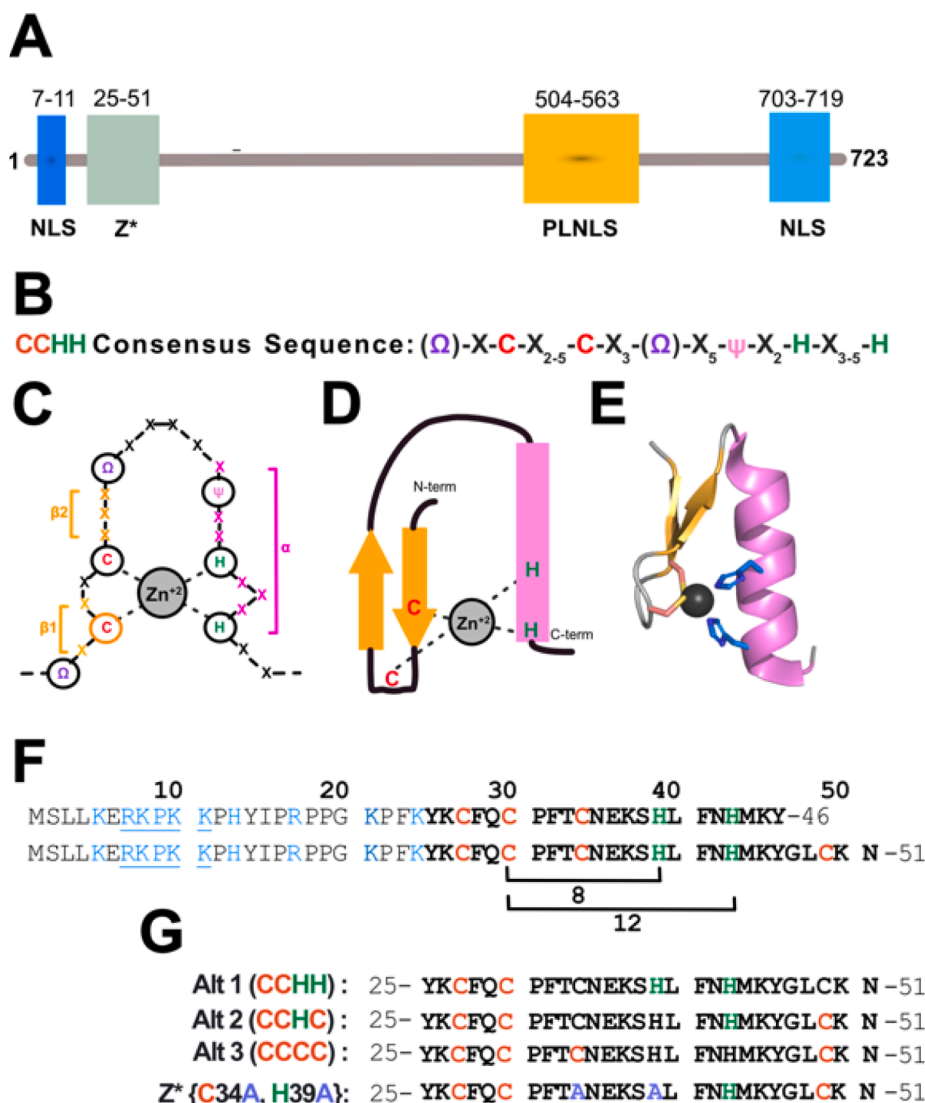 A
7-11 25-51 504-563 703-719
1 723
NLS Z* PLNLS NLS
B
CCHH Consensus Sequence: (Ω)-X-C-X2-5-C-X3-(Ω)-X5-ψ-X2-H-X3-5-H
C D E
X X
X X
Ω X
X ψ
β2 X X
X X α
C H
X X
Zn+2 X
X X
β1 C H
X X
Ω X
N-term
H
C Zn+2
H
C-term
C
F
10 20 30 40 50
MSLLKERKPK KPHYIPRPPG KPFKYKCFQC PFTCNEKSHL FNHMKY-46
MSLLKERKPK KPHYIPRPPG KPFKYKCFQC PFTCNEKSHL FNHMKYGLCK N -51
8
12
G
Alt 1 (CCHH) : 25- YKCFQC PFTCNEKSHL FNHMKYGLCK N -51
Alt 2 (CCHC) : 25- YKCFQC PFTCNEKSHL FNHMKYGLCK N -51
Alt 3 (CCCC) : 25- YKCFQC PFTCNEKSHL FNHMKYGLCK N -51
Z* {C34A, H39A}: 25- YKCFQC PFTANEKSAL FNHMKYGLCK N -51